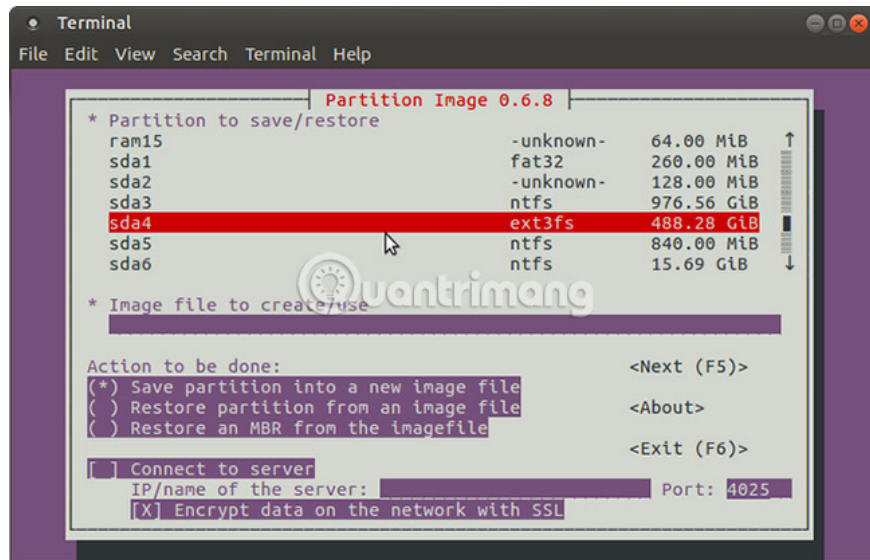 Terminal
File Edit View Search Terminal Help
Partition Image 0.6.8
* Partition to save/restore
ram15 -unknown- 64.00 MiB ↑
sda1 fat32 260.00 MiB
sda2 -unknown- 128.00 MiB
sda3 ntfs 976.56 GiB
sda4 ext3fs 488.28 GiB
sda5 ntfs 840.00 MiB
sda6 ntfs 15.69 GiB ↓
uantrimang
* Image file to create/use
Action to be done: <Next (F5)>
(*) Save partition into a new image file
( ) Restore partition from an image file <About>
( ) Restore an MBR from the imagefile
<Exit (F6)>
[ ] Connect to server
IP/name of the server: Port: 4025
[X] Encrypt data on the network with SSL